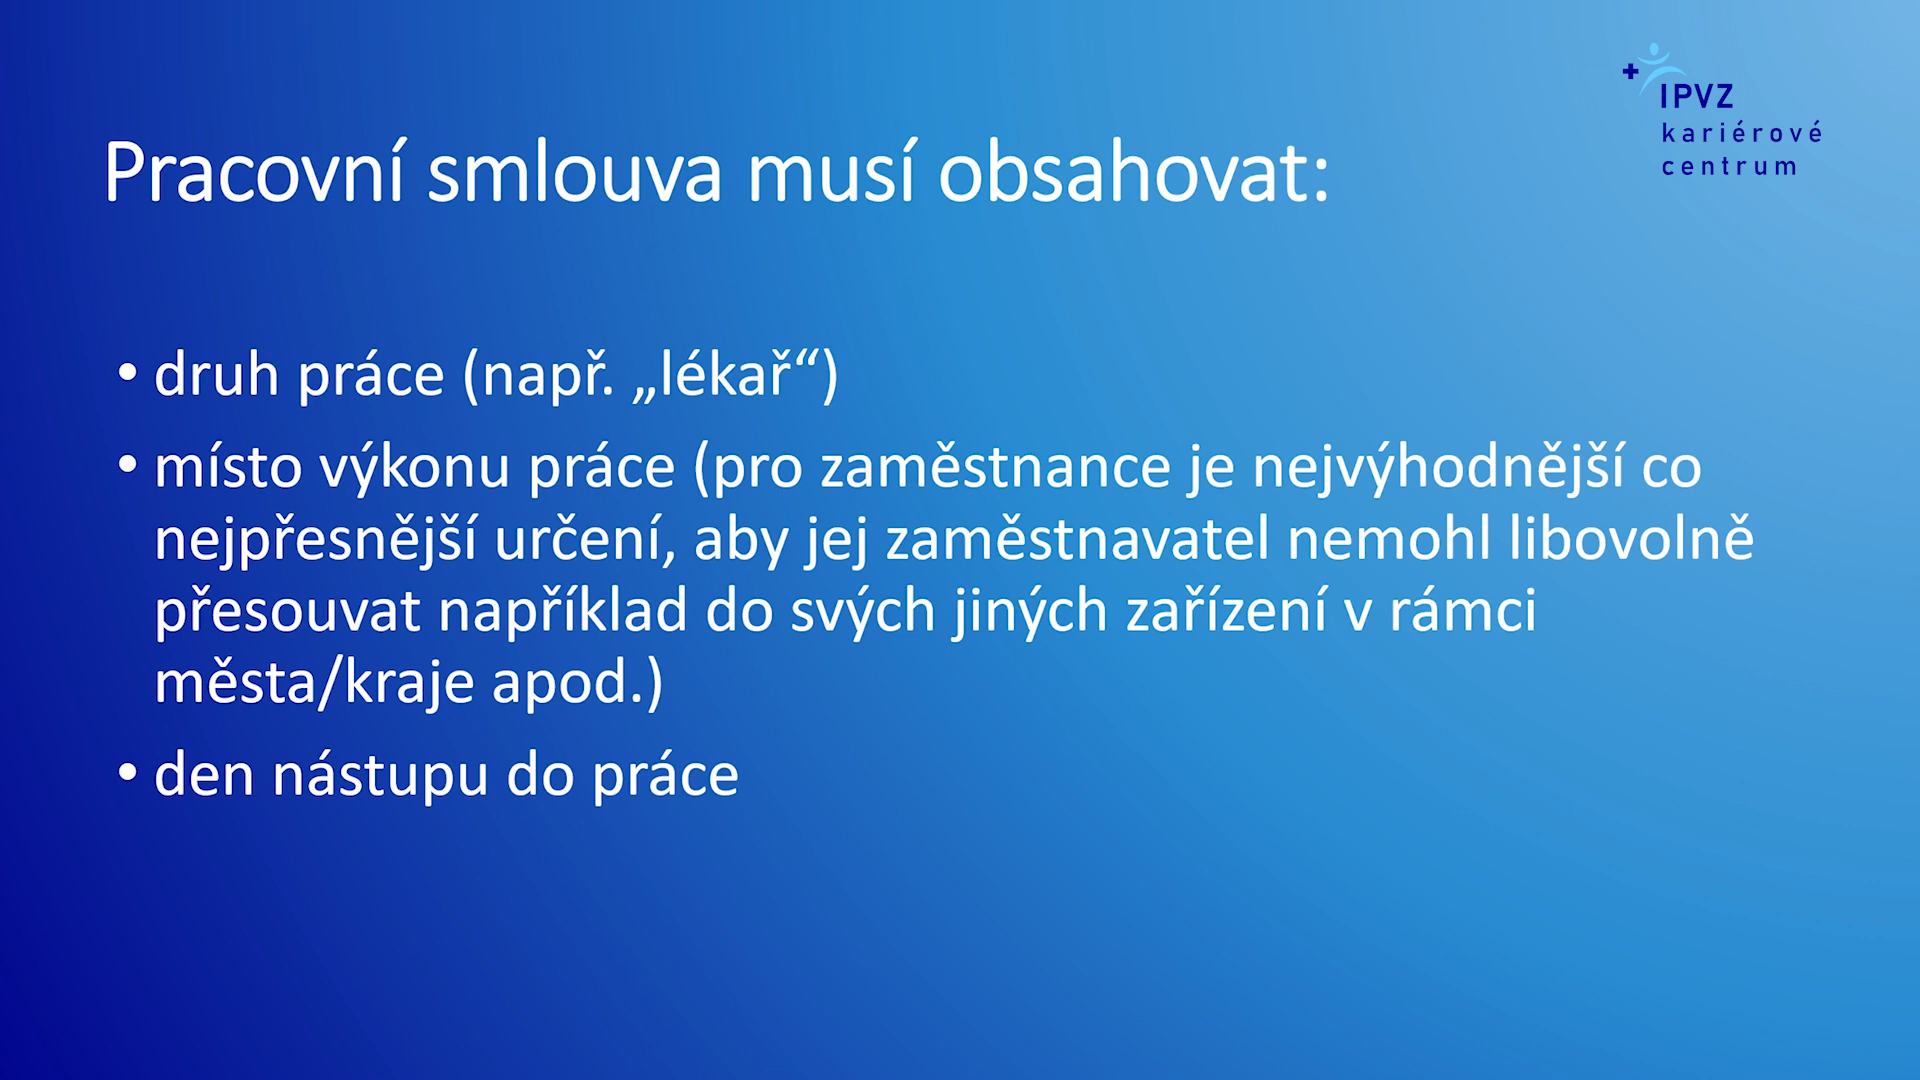 IPVZ
kariérové
centrum
Pracovní smlouva musí obsahovat:
• druh práce (např. „lékař“)
• místo výkonu práce (pro zaměstnance je nejvýhodnější co
nejpřesnější určení, aby jej zaměstnavatel nemohl libovolně
přesouvat například do svých jiných zařízení v rámci
města/kraje apod.)
• den nástupu do práce